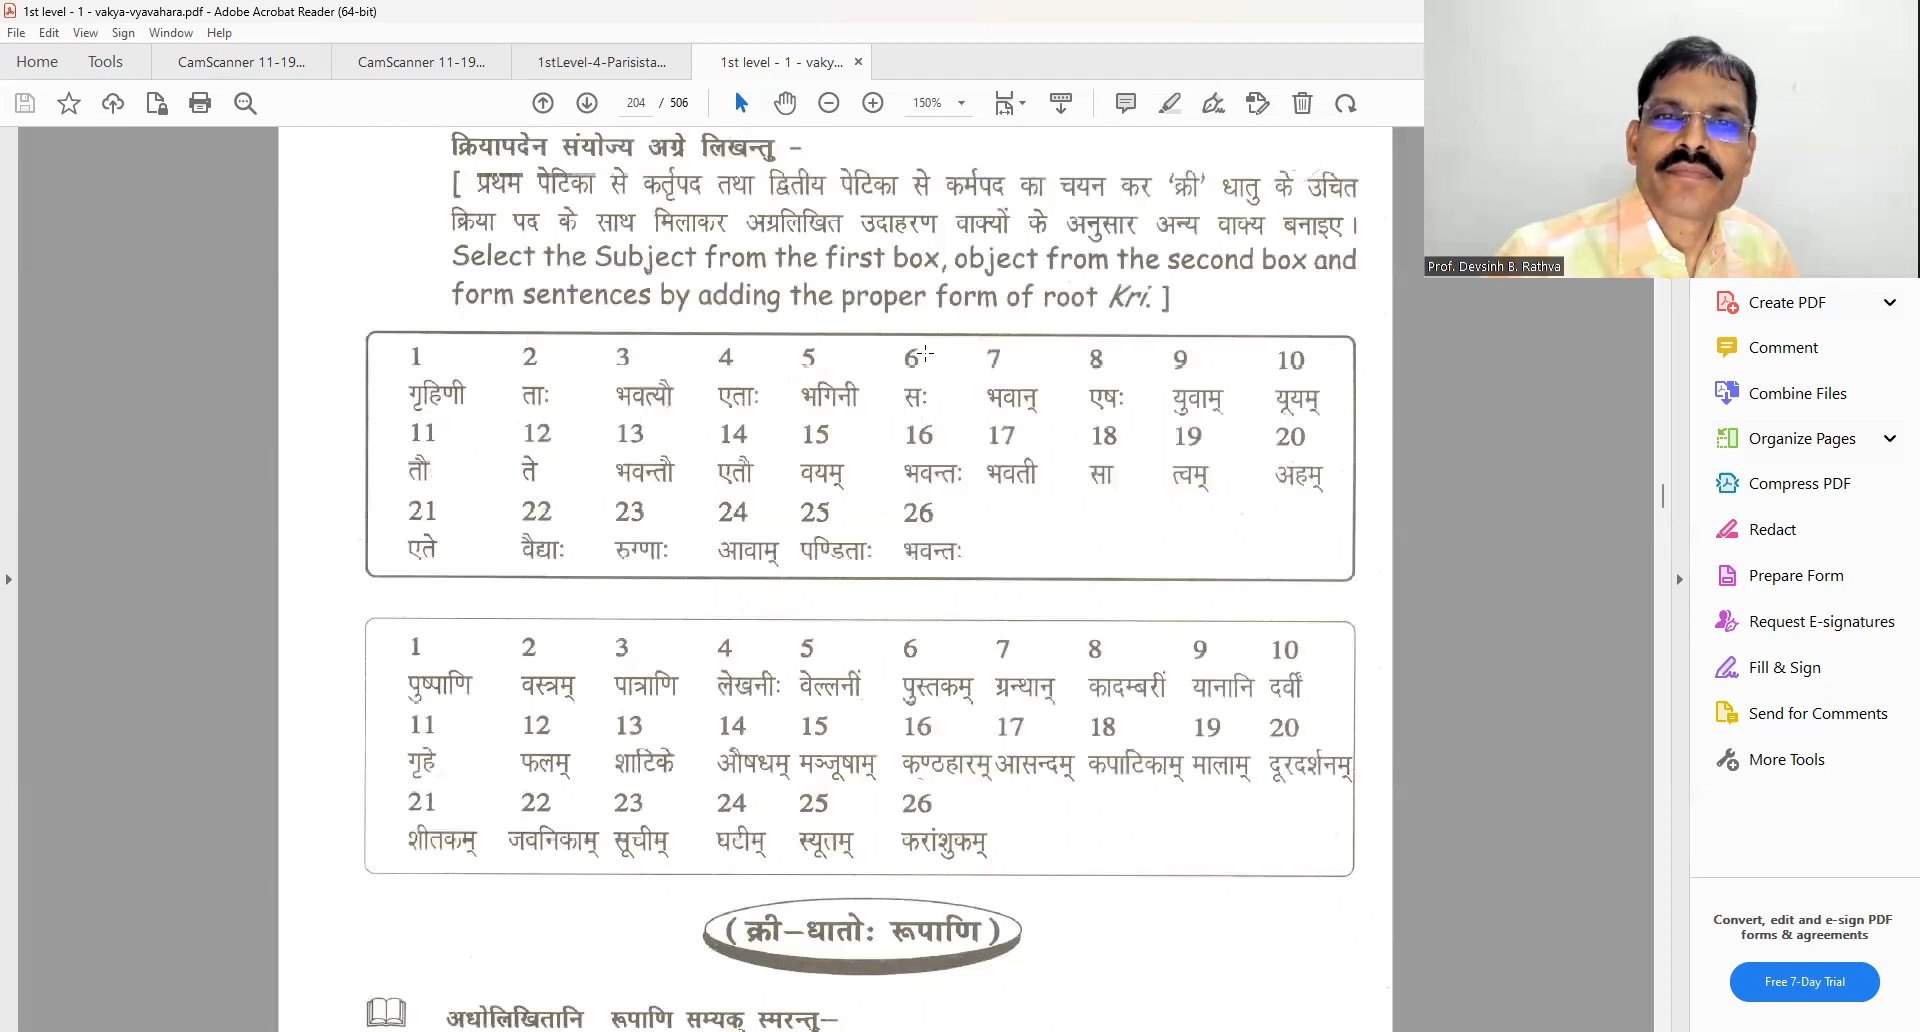 1st level - 1 - vakya-vyavahara.pdf - Adobe Acrobat Reader (64-bit)
File Edit View Sign Window Help
Home Tools CamScanner 11-19... CamScanner 11-19... 1stLevel-4-Parisista... 1st level - 1 - vaky...
204 / 506 150%
क्रियापदेन संयोज्य अग्रे लिखन्तु -
[ प्रथम पेटिका से कर्तृपद तथा द्वितीय पेटिका से कर्मपद का चयन कर ‘क्री’ धातु के उचित
क्रिया पद के साथ मिलाकर अग्रलिखित उदाहरण वाक्यों के अनुसार अन्य वाक्य बनाइए।
Select the Subject from the first box, object from the second box and
form sentences by adding the proper form of root Kri. ]
1 2 3 4 5 6 7 8 9 10
गृहिणी ताः भवत्यौ एताः भगिनी सः भवान् एषः युवाम् यूयम्
11 12 13 14 15 16 17 18 19 20
तौ ते भवन्तौ एतौ वयम् भवन्तः भवती सा त्वम् अहम्
21 22 23 24 25 26
एते वैद्याः रुग्णाः आवाम् पण्डिताः भवन्तः
1 2 3 4 5 6 7 8 9 10
पुष्पाणि वस्त्रम् पात्राणि लेखनीः वेल्लनीं पुस्तकम् ग्रन्थान् कादम्बरीं यानानि दर्वीं
11 12 13 14 15 16 17 18 19 20
गृहे फलम् शाटिके औषधम् मञ्जूषाम् कण्ठहारम् आसन्दम् कपाटिकाम् मालाम् दूरदर्शनम्
21 22 23 24 25 26
शीतकम् जवनिकाम् सूचीम् घटीम् स्यूतम् करांशुकम्
(क्री-धातोः रूपाणि)
अधोलिखितानि रूपाणि सम्यक् स्मरन्तु-
Prof. Devsinh B. Rathva
Create PDF
Comment
Combine Files
Organize Pages
Compress PDF
Redact
Prepare Form
Request E-signatures
Fill & Sign
Send for Comments
More Tools
Convert, edit and e-sign PDF
forms & agreements
Free 7-Day Trial